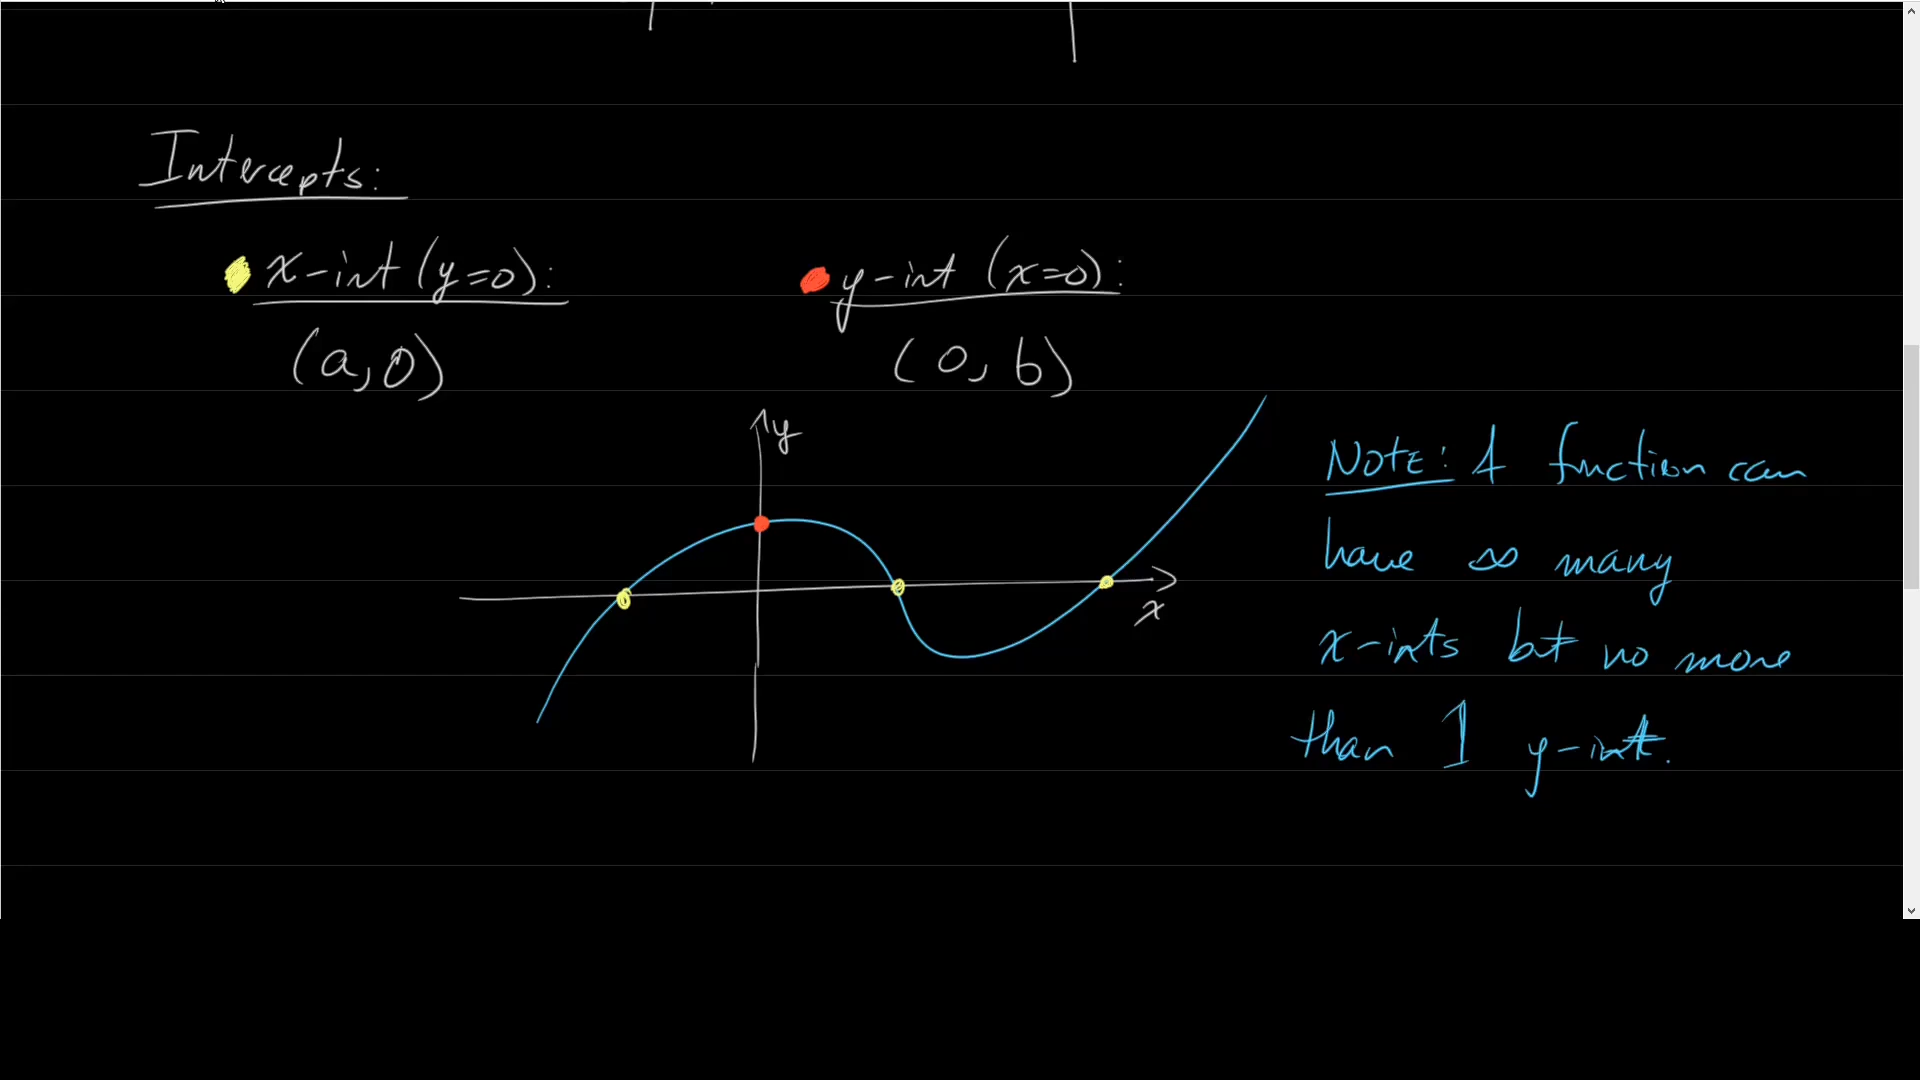 Intercepts:
x-int (y=0):
y-int (x=0):
(a,0)
(0, b)
y
x
NOTE: A function can
have ∞ many
x-ints but no more
than 1 y-int.